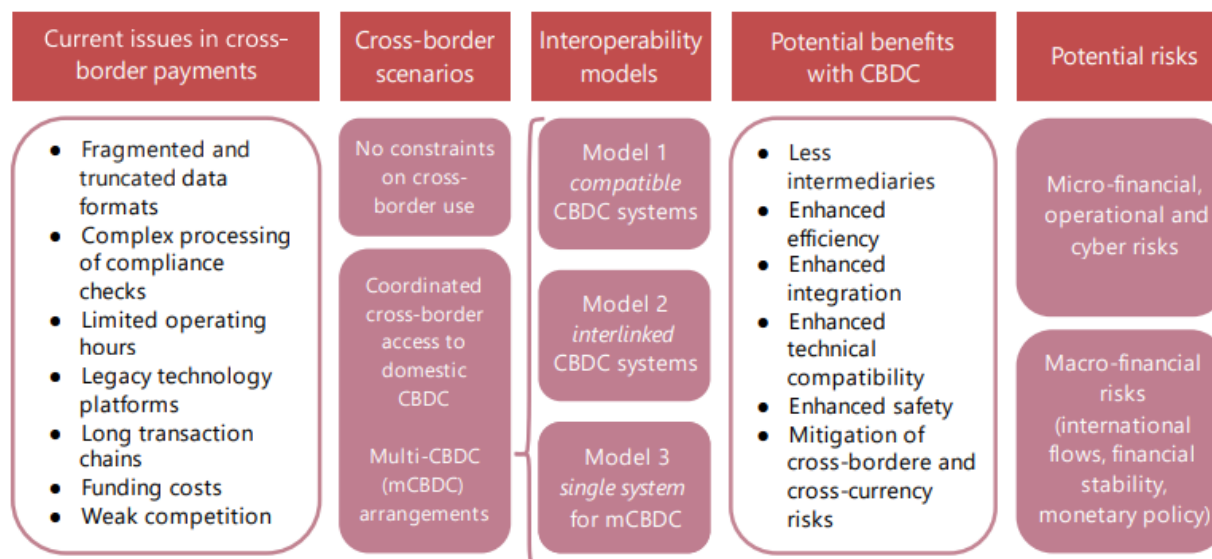 Current issues in cross-
border payments
● Fragmented and
truncated data
formats
● Complex processing
of compliance
checks
● Limited operating
hours
● Legacy technology
platforms
● Long transaction
chains
● Funding costs
● Weak competition
Cross-border
scenarios
No constraints
on cross-
border use
Coordinated
cross-border
access to
domestic
CBDC
Multi-CBDC
(mCBDC)
arrangements
Interoperability
models
Model 1
compatible
CBDC systems
Model 2
interlinked
CBDC systems
Model 3
single system
for mCBDC
Potential benefits
with CBDC
● Less
intermediaries
● Enhanced
efficiency
● Enhanced
integration
● Enhanced
technical
compatibility
● Enhanced safety
● Mitigation of
cross-bordere and
cross-currency
risks
Potential risks
Micro-financial,
operational and
cyber risks
Macro-financial
risks
(international
flows, financial
stability,
monetary policy)